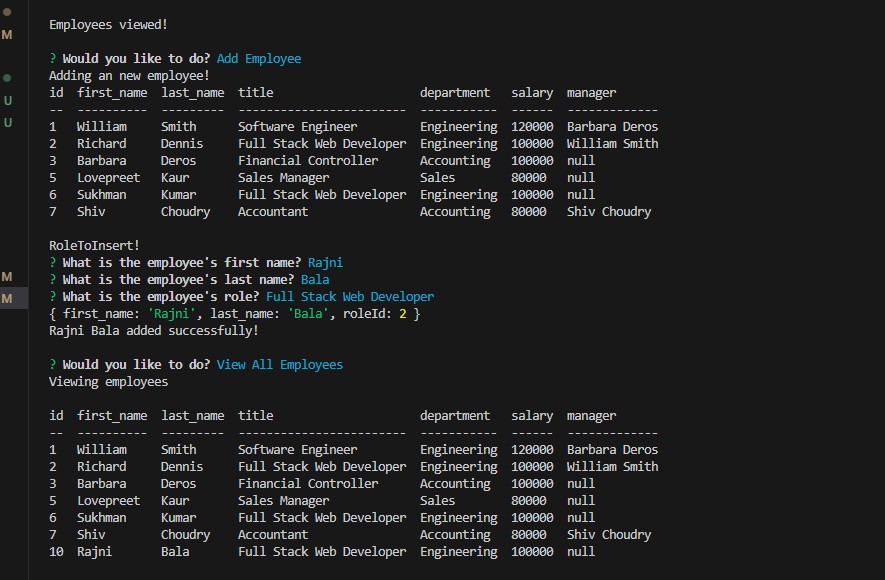 Employees viewed!
? Would you like to do? Add Employee
Adding an new employee!
id  first_name  last_name  title                     department   salary  manager
--  ----------  ---------  ------------------------  -----------  ------  -------------
1   William     Smith      Software Engineer         Engineering  120000  Barbara Deros
2   Richard     Dennis     Full Stack Web Developer  Engineering  100000  William Smith
3   Barbara     Deros      Financial Controller      Accounting   100000  null
5   Lovepreet   Kaur       Sales Manager             Sales        80000   null
6   Sukhman     Kumar      Full Stack Web Developer  Engineering  100000  null
7   Shiv        Choudry    Accountant                Accounting   80000   Shiv Choudry
RoleToInsert!
? What is the employee's first name? Rajni
? What is the employee's last name? Bala
? What is the employee's role? Full Stack Web Developer
{ first_name: 'Rajni', last_name: 'Bala', roleId: 2 }
Rajni Bala added successfully!
? Would you like to do? View All Employees
Viewing employees
id  first_name  last_name  title                     department   salary  manager
--  ----------  ---------  ------------------------  -----------  ------  -------------
1   William     Smith      Software Engineer         Engineering  120000  Barbara Deros
2   Richard     Dennis     Full Stack Web Developer  Engineering  100000  William Smith
3   Barbara     Deros      Financial Controller      Accounting   100000  null
5   Lovepreet   Kaur       Sales Manager             Sales        80000   null
6   Sukhman     Kumar      Full Stack Web Developer  Engineering  100000  null
7   Shiv        Choudry    Accountant                Accounting   80000   Shiv Choudry
10  Rajni       Bala       Full Stack Web Developer  Engineering  100000  null
M
U
U
M
M